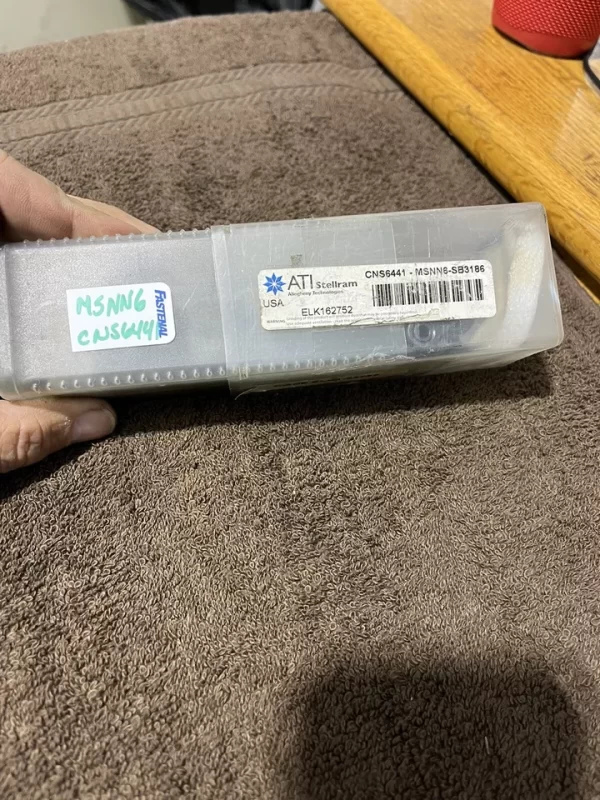 FASTENAL
MSNN6
CNS6441
ATI Stellram
Allegheny Technologies
CNS6441 - MSNN6-SB3186
USA
ELK162752